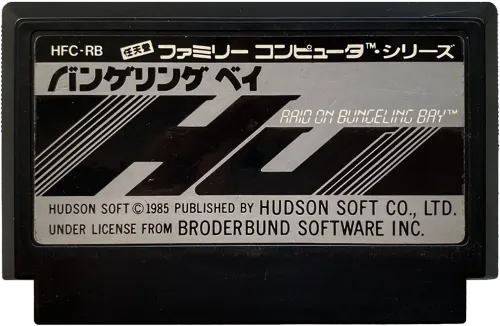 HFC-RB 任天堂 ファミリー コンピュータ™・シリーズ
バンゲリング ベイ
RAID ON BUNGELING BAY™
HUDSON SOFT © 1985 PUBLISHED BY HUDSON SOFT CO., LTD.
UNDER LICENSE FROM BRODERBUND SOFTWARE INC.